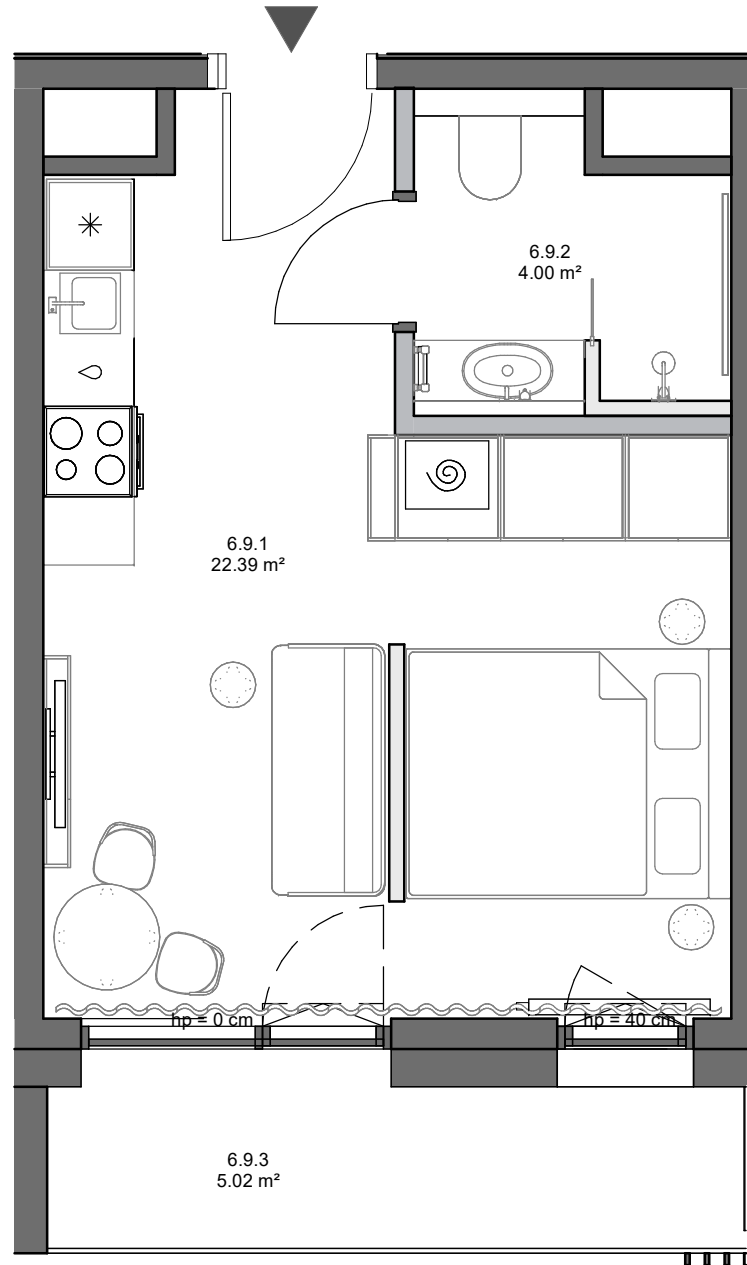 6.9.2
4.00 m²
6.9.1
22.39 m²
hp = 0 cm
hp = 40 cm
6.9.3
5.02 m²